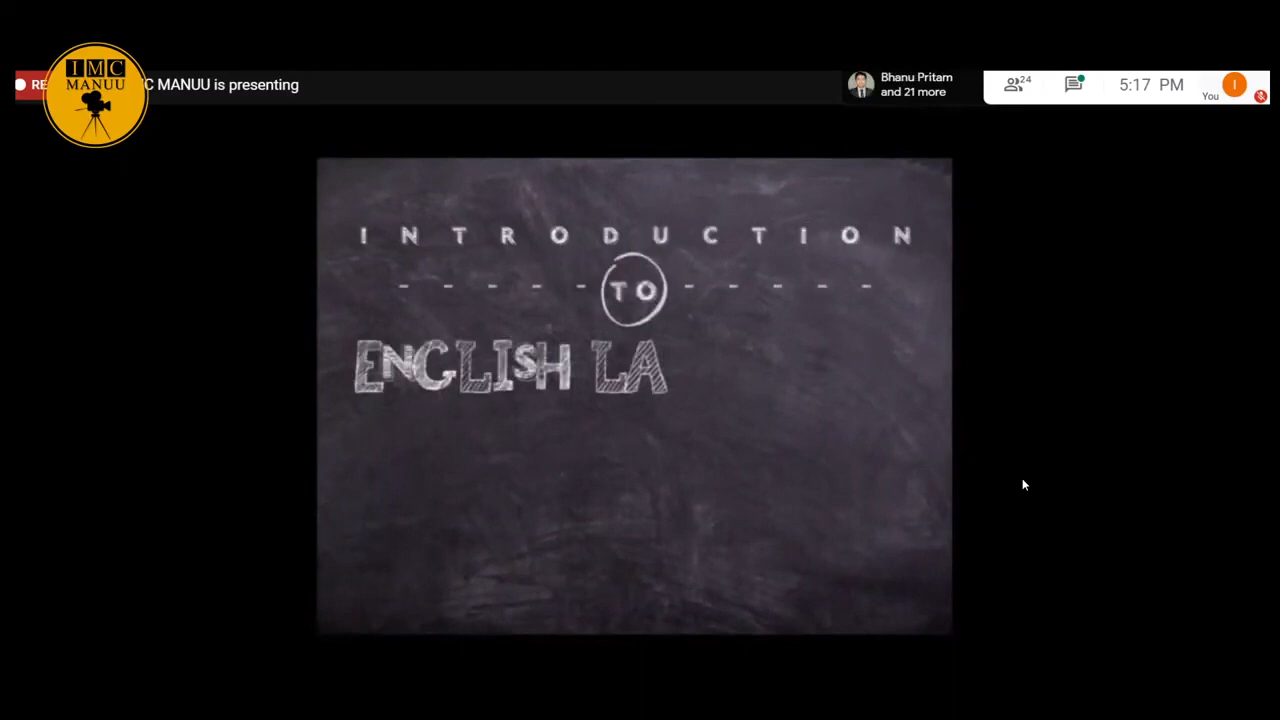 IMC
MANUU
RE
C MANUU is presenting
Bhanu Pritam
and 21 more
24
5:17 PM
You
I
INTRODUCTION
- - - - - TO - - - - -
ENGLISH LA